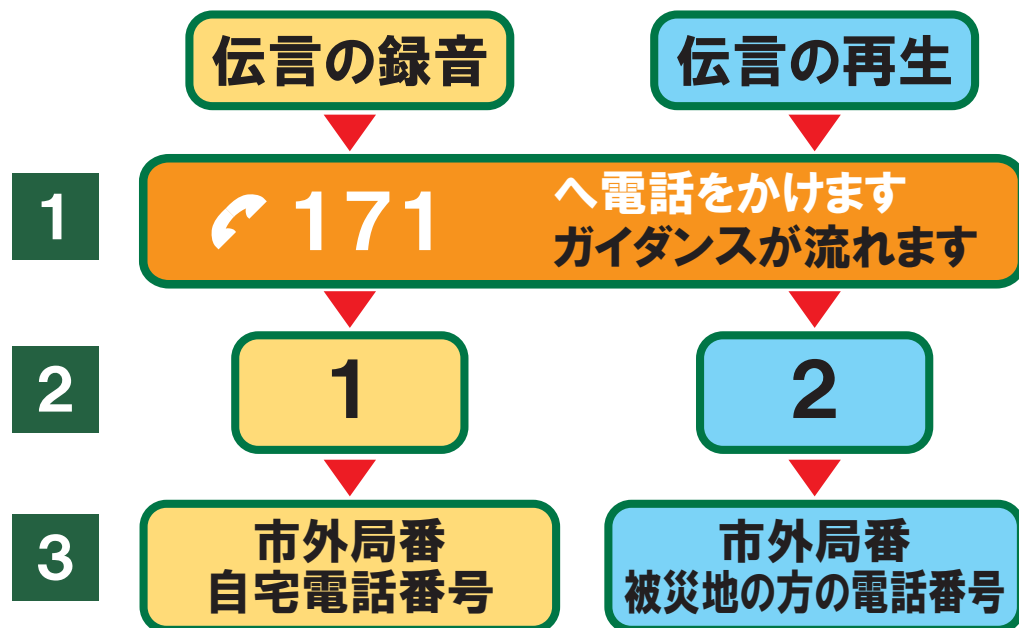 伝言の録音
伝言の再生
1
171
へ電話をかけます
ガイダンスが流れます
2
1
2
3
市外局番
自宅電話番号
市外局番
被災地の方の電話番号